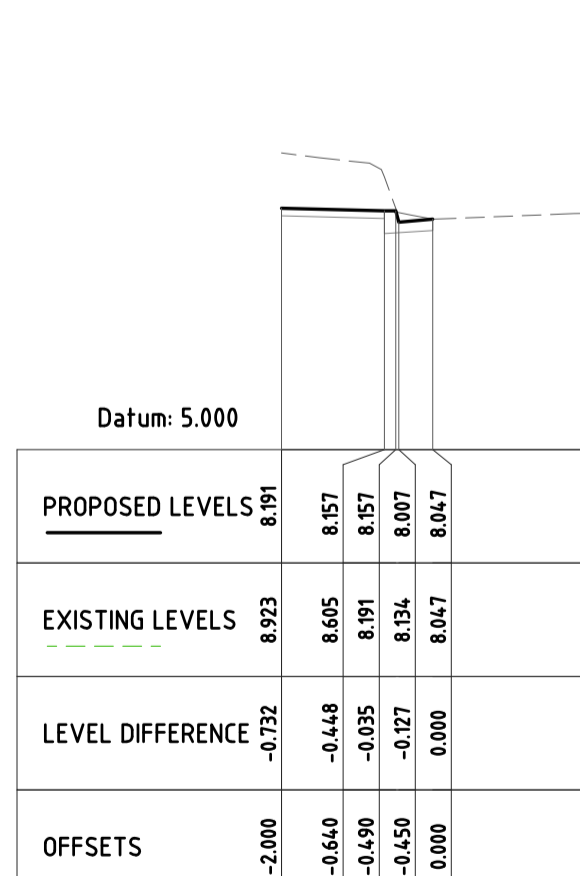 Datum: 5.000
PROPOSED LEVELS 8.191 8.157 8.157 8.007 8.047
EXISTING LEVELS 8.923 8.605 8.191 8.134 8.047
LEVEL DIFFERENCE -0.732 -0.448 -0.035 -0.127 0.000
OFFSETS -2.000 -0.640 -0.490 -0.450 0.000